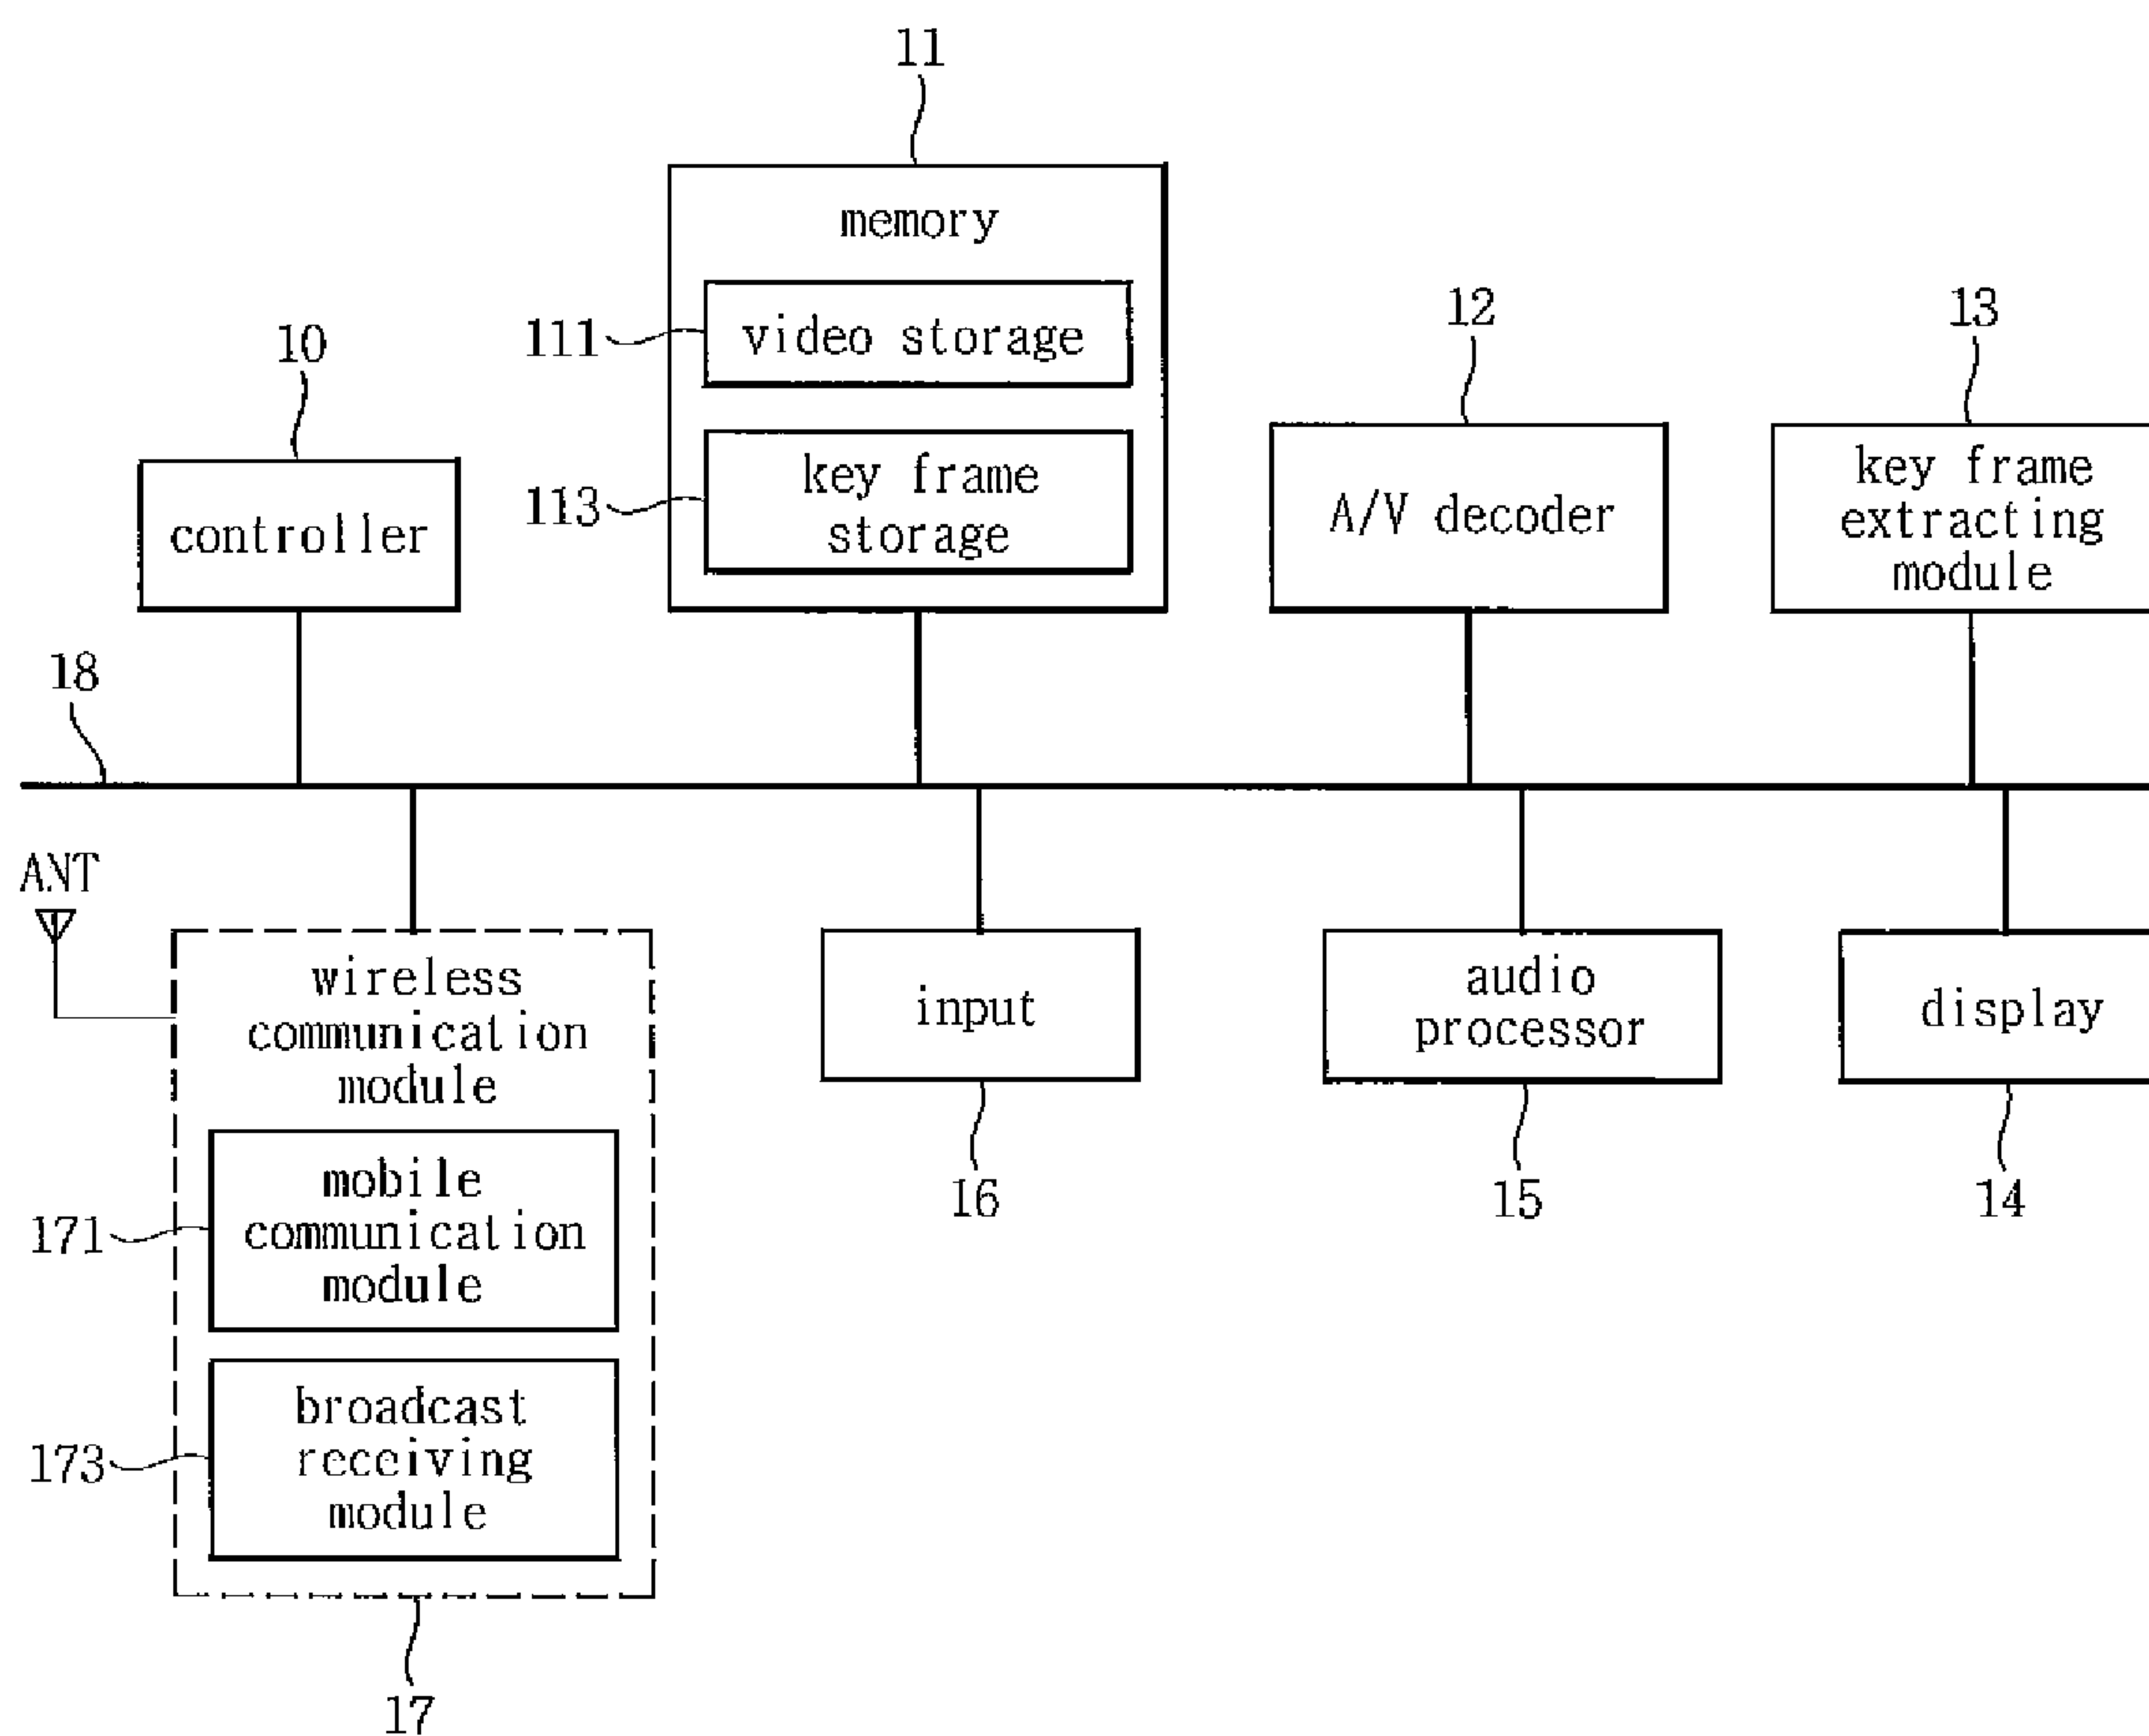 11
memory
111
video storage
113
key frame
storage
10
controller
12
A/V decoder
13
key frame
extracting
module
18
ANT
wireless
communication
module
171
mobile
communication
module
173
broadcast
receiving
module
17
input
16
audio
processor
15
display
14